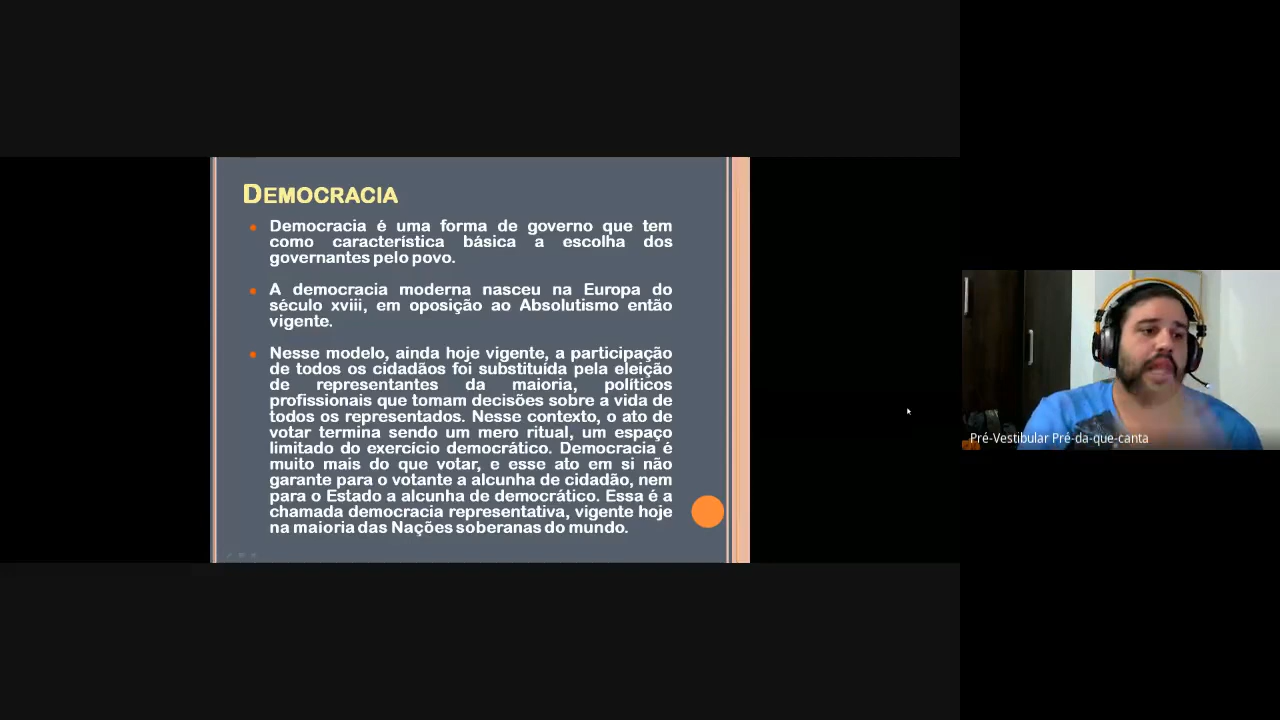 DEMOCRACIA
Democracia é uma forma de governo que tem
como característica básica a escolha dos
governantes pelo povo.
A democracia moderna nasceu na Europa do
século xviii, em oposição ao Absolutismo então
vigente.
Nesse modelo, ainda hoje vigente, a participação
de todos os cidadãos foi substituída pela eleição
de representantes da maioria, políticos
profissionais que tomam decisões sobre a vida de
todos os representados. Nesse contexto, o ato de
votar termina sendo um mero ritual, um espaço
limitado do exercício democrático. Democracia é
muito mais do que votar, e esse ato em si não
garante para o votante a alcunha de cidadão, nem
para o Estado a alcunha de democrático. Essa é a
chamada democracia representativa, vigente hoje
na maioria das Nações soberanas do mundo.
Pré-Vestibular Pré-da-que-canta